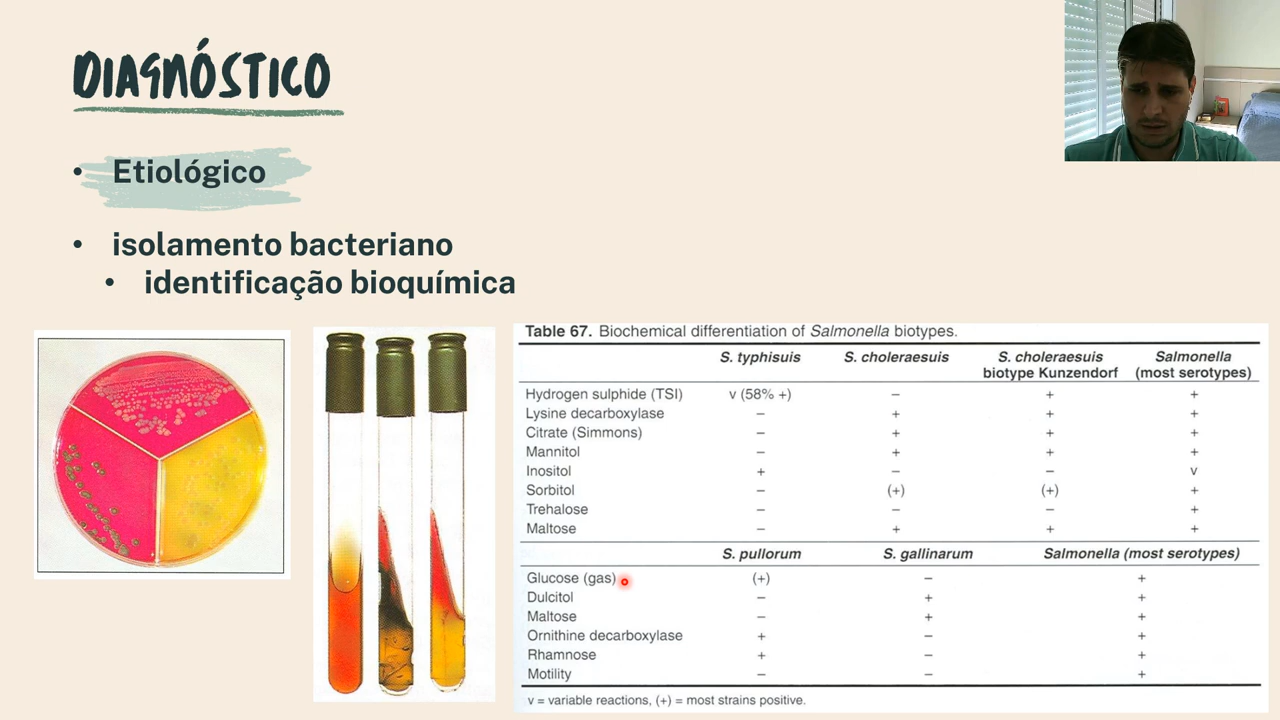 DIAGNÓSTICO
• Etiológico
• isolamento bacteriano
• identificação bioquímica
Table 67. Biochemical differentiation of Salmonella biotypes.
S. typhisuis S. choleraesuis S. choleraesuis biotype Kunzendorf Salmonella (most serotypes)
Hydrogen sulphide (TSI) v (58% +) – + +
Lysine decarboxylase – + + +
Citrate (Simmons) – + + +
Mannitol – + + +
Inositol + – – v
Sorbitol – (+) (+) +
Trehalose – – – +
Maltose – + + +
S. pullorum S. gallinarum Salmonella (most serotypes)
Glucose (gas) (+) – +
Dulcitol – + +
Maltose – + +
Ornithine decarboxylase + – +
Rhamnose + – +
Motility – – +
v = variable reactions, (+) = most strains positive.